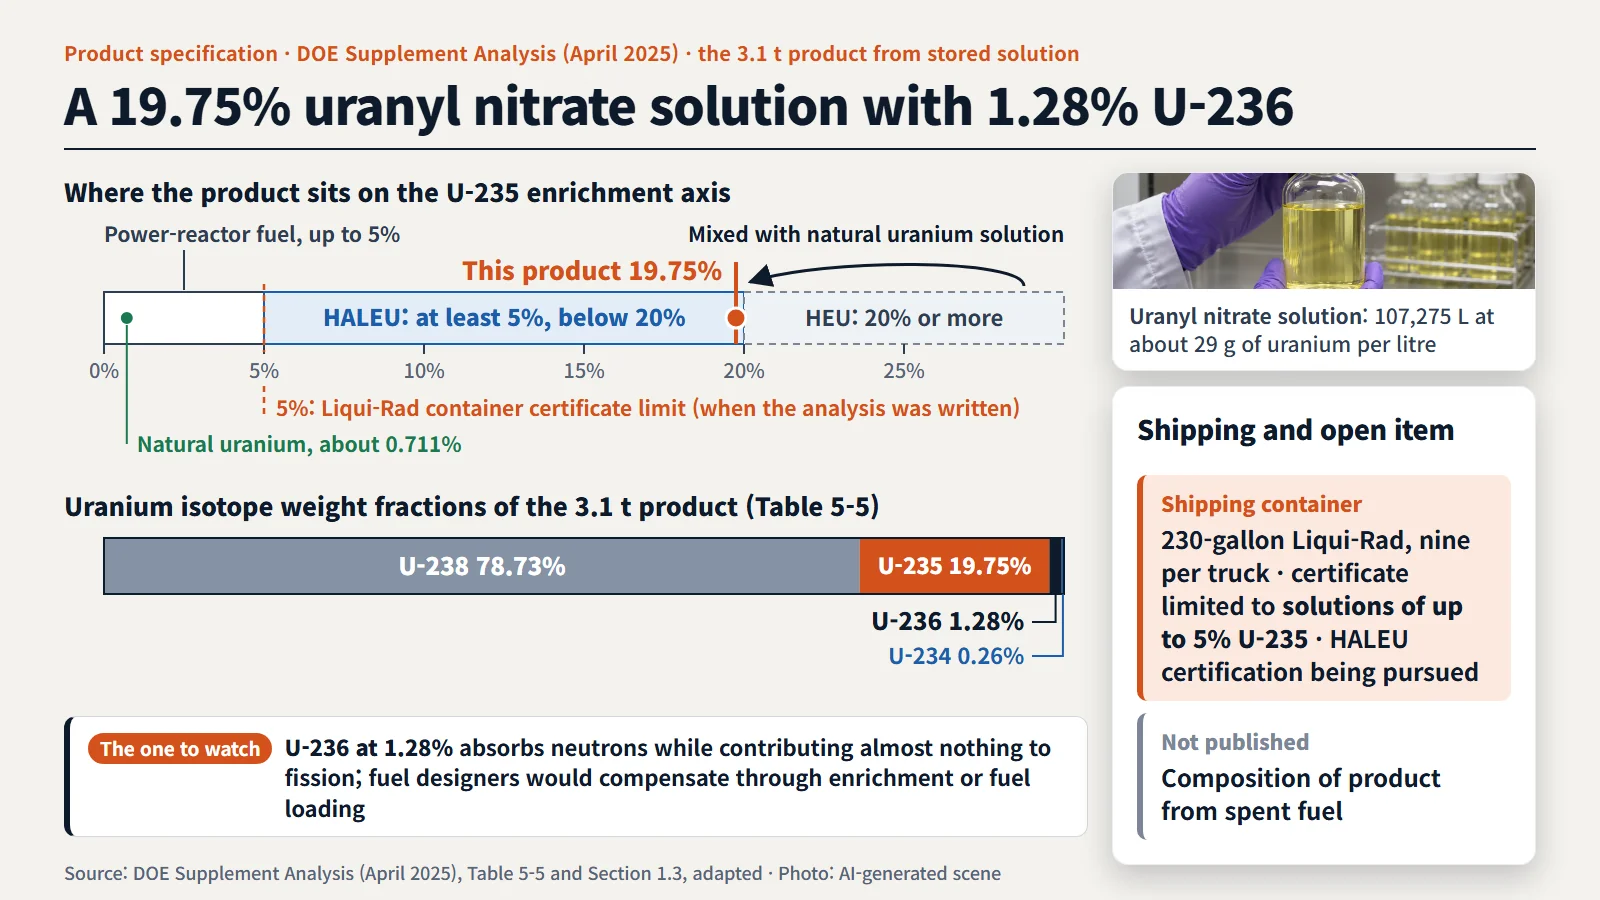 Product specification · DOE Supplement Analysis (April 2025) · the 3.1 t product from stored solution
A 19.75% uranyl nitrate solution with 1.28% U-236
Where the product sits on the U-235 enrichment axis
Power-reactor fuel, up to 5%
Mixed with natural uranium solution
This product 19.75%
HALEU: at least 5%, below 20%
HEU: 20% or more
0%
5%
10%
15%
20%
25%
5%: Liqui-Rad container certificate limit (when the analysis was written)
Natural uranium, about 0.711%
Uranium isotope weight fractions of the 3.1 t product (Table 5-5)
U-238 78.73%
U-235 19.75%
U-236 1.28%
U-234 0.26%
The one to watch
U-236 at 1.28% absorbs neutrons while contributing almost nothing to
fission; fuel designers would compensate through enrichment or fuel
loading
Uranyl nitrate solution: 107,275 L at
about 29 g of uranium per litre
Shipping and open item
Shipping container
230-gallon Liqui-Rad, nine
per truck · certificate
limited to solutions of up
to 5% U-235 · HALEU
certification being pursued
Not published
Composition of product
from spent fuel
Source: DOE Supplement Analysis (April 2025), Table 5-5 and Section 1.3, adapted · Photo: AI-generated scene